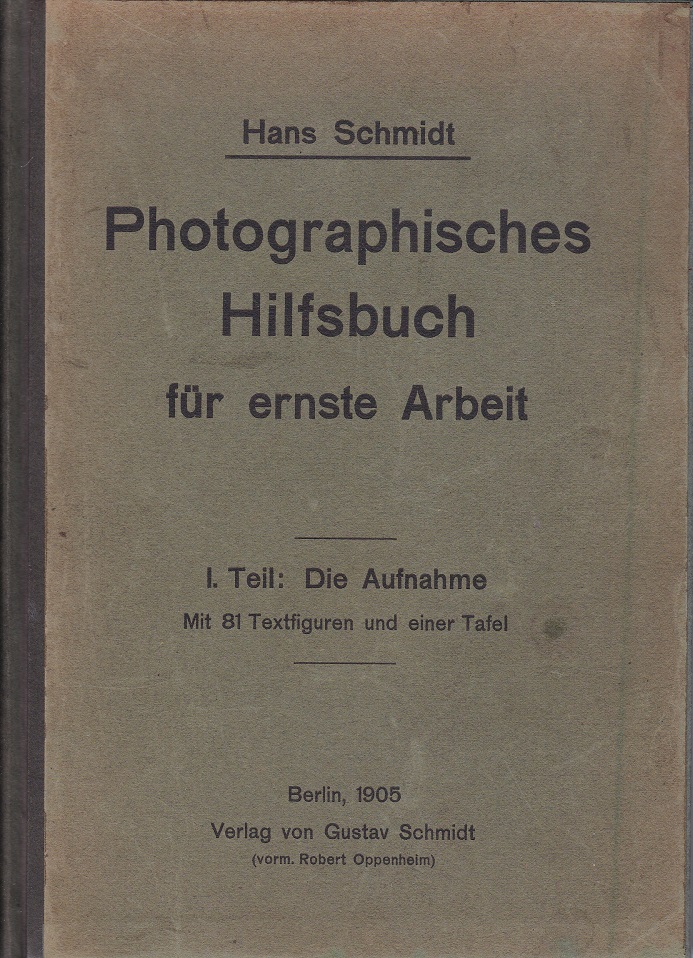 Hans Schmidt
Photographisches
Hilfsbuch
für ernste Arbeit
I. Teil: Die Aufnahme
Mit 81 Textfiguren und einer Tafel
Berlin, 1905
Verlag von Gustav Schmidt
(vorm. Robert Oppenheim)